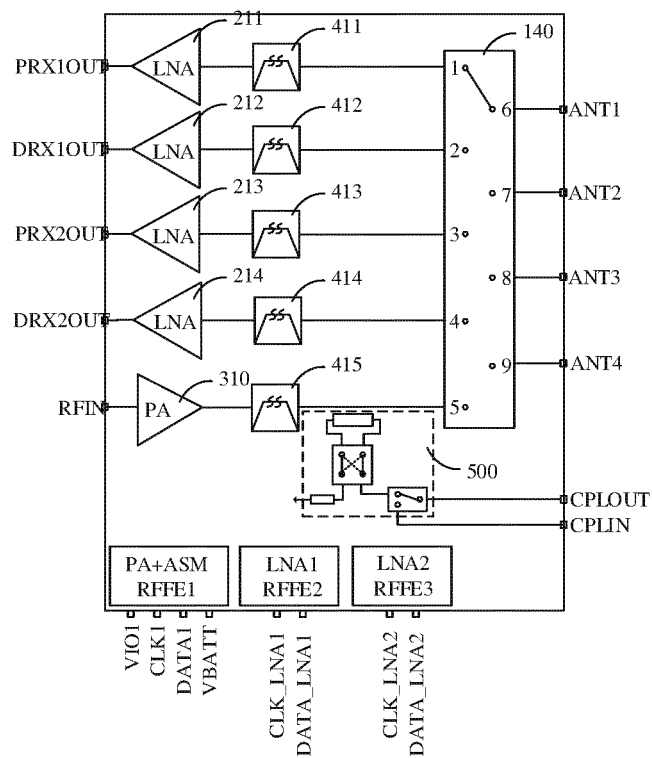 211
411
140
PRX1OUT
LNA
1
6
ANT1
212
412
DRX1OUT
LNA
2
7
ANT2
213
413
PRX2OUT
LNA
3
8
ANT3
214
414
DRX2OUT
LNA
4
9
ANT4
310
415
RFIN
PA
5
500
CPLOUT
CPLIN
PA+ASM
RFFE1
LNA1
RFFE2
LNA2
RFFE3
VIO1
CLK1
DATA1
VBATT
CLK_LNA1
DATA_LNA1
CLK_LNA2
DATA_LNA2